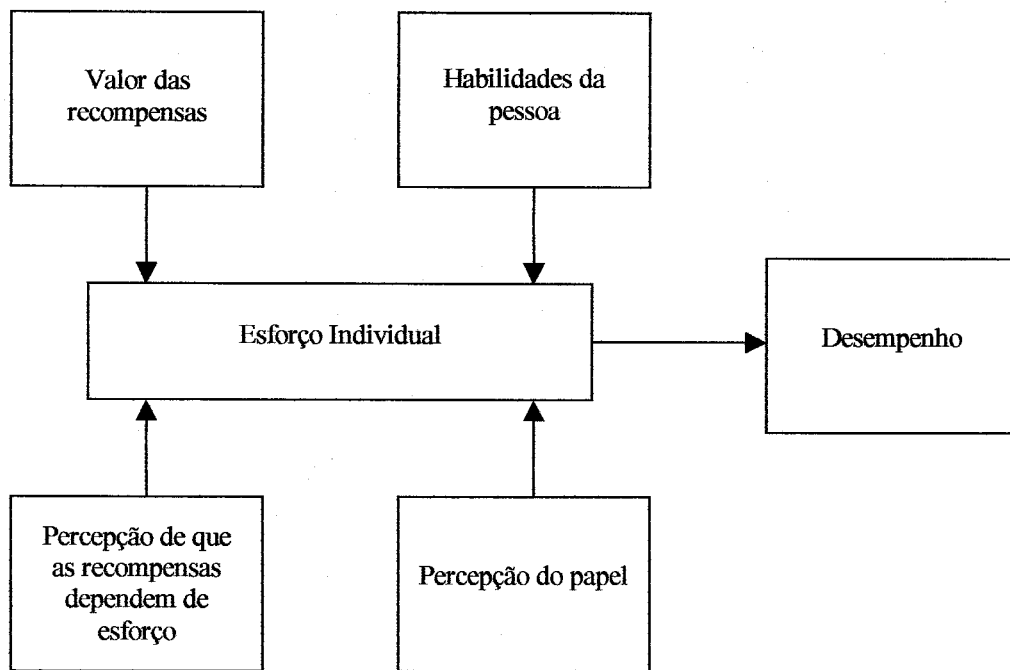 Valor das
recompensas
Habilidades da
pessoa
Esforço Individual
Desempenho
Percepção de que
as recompensas
dependem de
esforço
Percepção do papel